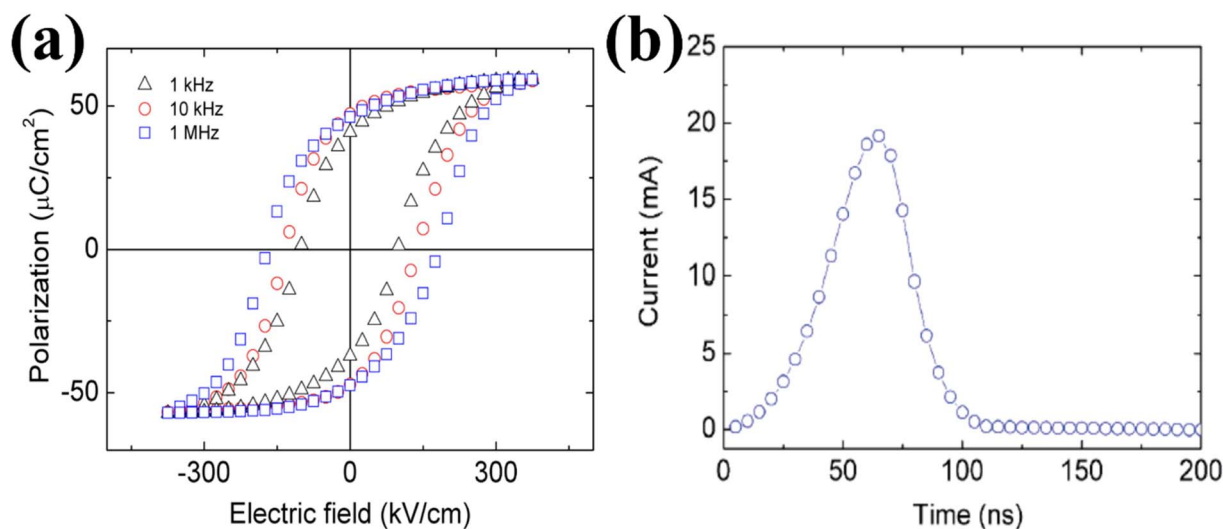 (a)
50
0
-50
-300
0
300
Polarization (μC/cm²)
Electric field (kV/cm)
1 kHz
10 kHz
1 MHz
(b)
25
20
15
10
5
0
0
50
100
150
200
Current (mA)
Time (ns)